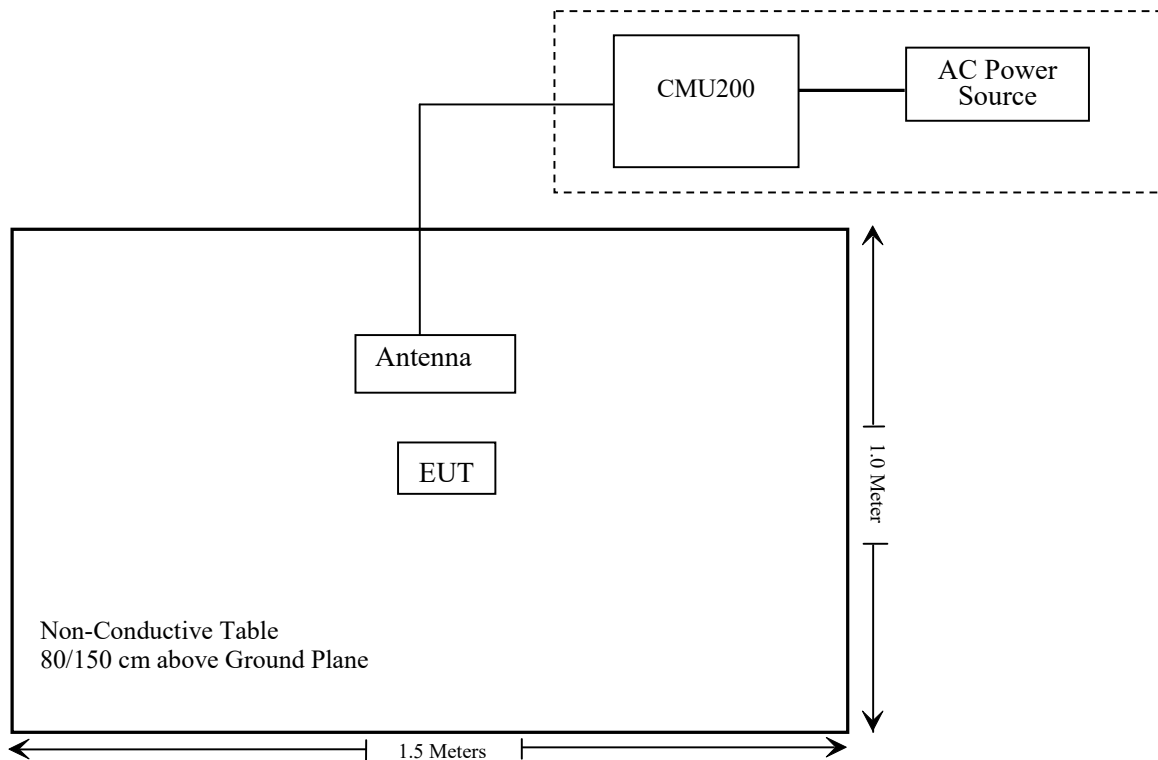 CMU200
AC Power
Source
Antenna
EUT
1.0 Meter
Non-Conductive Table
80/150 cm above Ground Plane
1.5 Meters